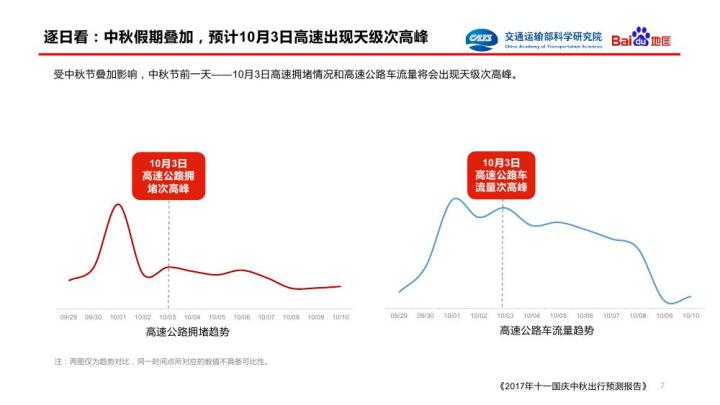 逐日看：中秋假期叠加，预计10月3日高速出现天级次高峰
CATS 交通运输部科学研究院
China Academy of Transportation Sciences
Bai du 地图
受中秋节叠加影响，中秋节前一天——10月3日高速拥堵情况和高速公路车流量将会出现天级次高峰。
10月3日
高速公路拥
堵次高峰
09/29 09/30 10/01 10/02 10/03 10/04 10/05 10/06 10/07 10/08 10/09 10/10
高速公路拥堵趋势
10月3日
高速公路车
流量次高峰
09/29 09/30 10/01 10/02 10/03 10/04 10/05 10/06 10/07 10/08 10/09 10/10
高速公路车流量趋势
注：两图仅为趋势对比，同一时间点所对应的数值不具备可比性。
《2017年十一国庆中秋出行预测报告》 7